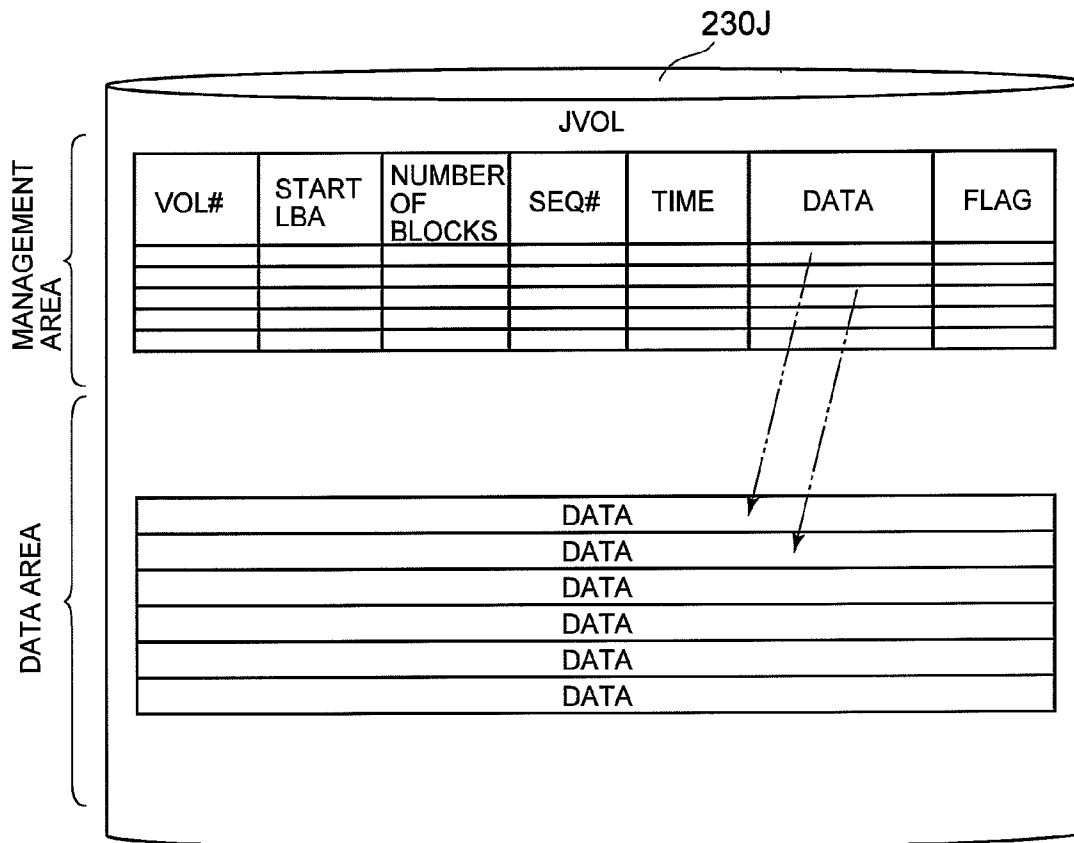 230J
JVOL
MANAGEMENT
AREA
VOL#
START
LBA
NUMBER
OF
BLOCKS
SEQ#
TIME
DATA
FLAG
DATA AREA
DATA
DATA
DATA
DATA
DATA
DATA